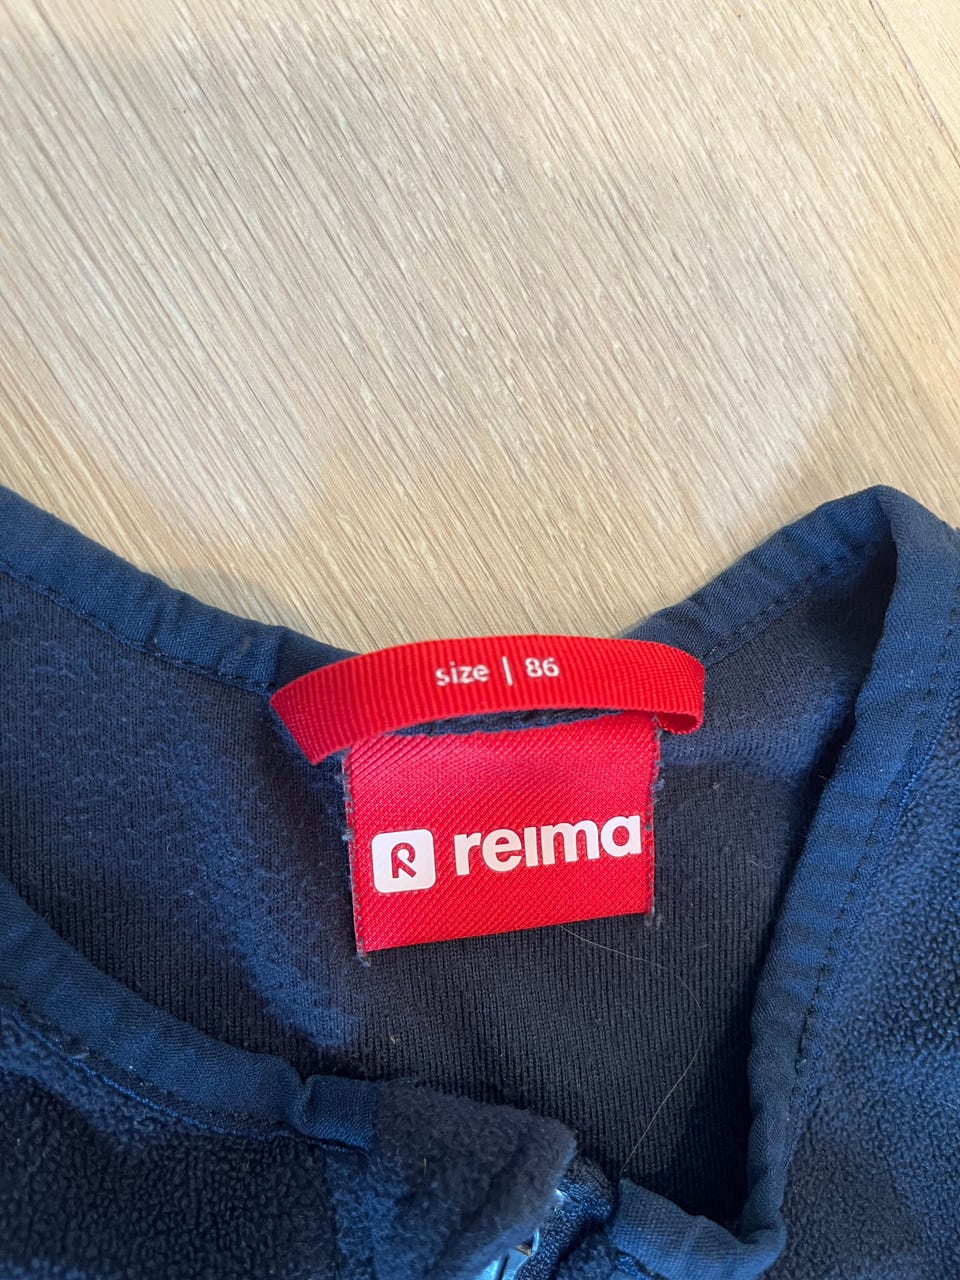 size | 86
reima